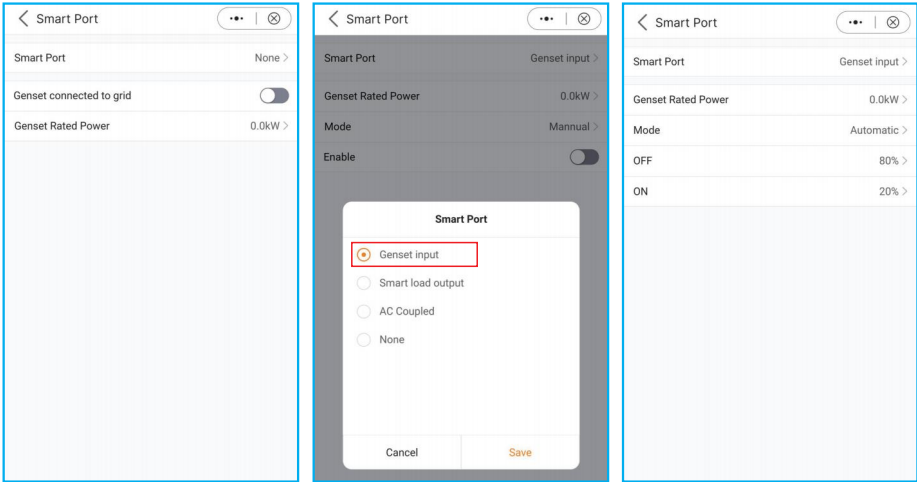 Smart Port
Smart Port None
Genset connected to grid
Genset Rated Power 0.0kW
Smart Port
Smart Port Genset input
Genset Rated Power 0.0kW
Mode Mannual
Enable
Smart Port
Genset input
Smart load output
AC Coupled
None
Cancel Save
Smart Port
Smart Port Genset input
Genset Rated Power 0.0kW
Mode Automatic
OFF 80%
ON 20%